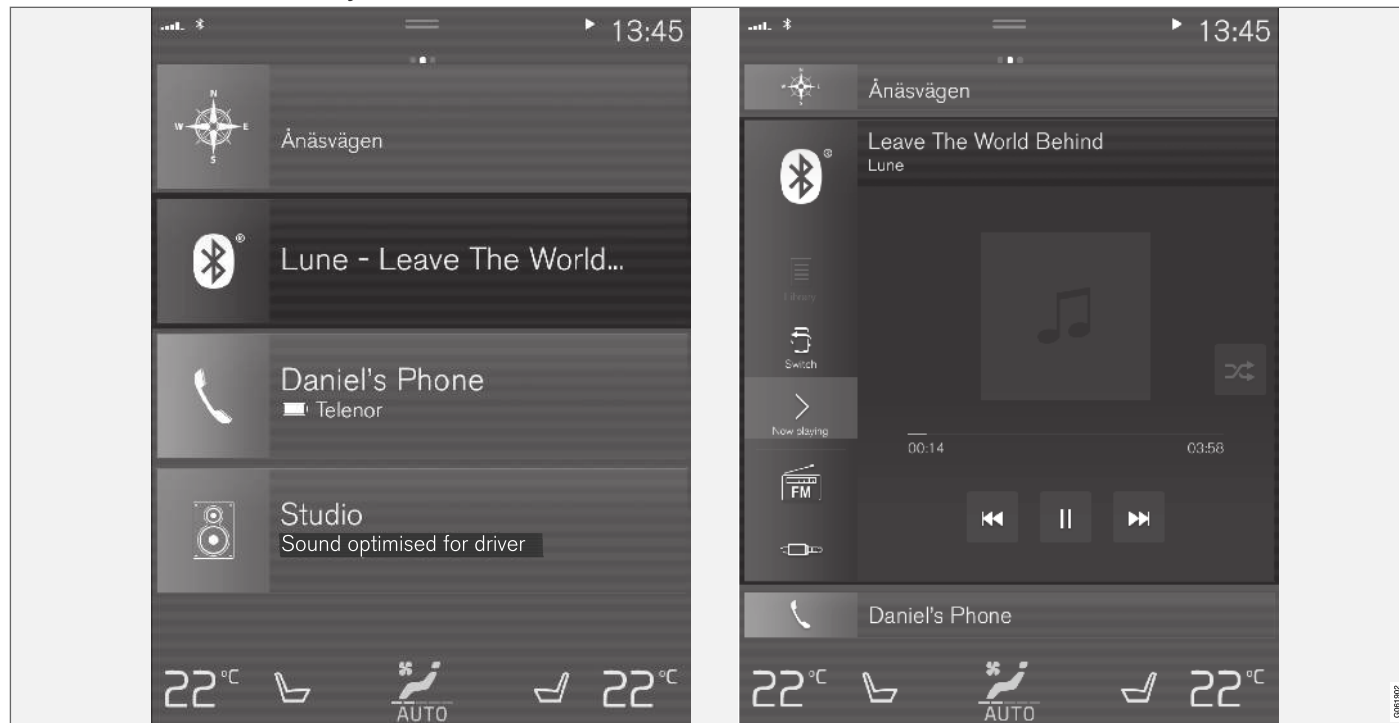 13:45
N
W E
S
Ånäsvägen
®
Lune - Leave The World...
Daniel's Phone
Telenor
Studio
Sound optimised for driver
22°C
AUTO
22°C
13:45
Ånäsvägen
®
Leave The World Behind
Lune
Library
Switch
Now playing
00:14
03:58
FM
Daniel's Phone
22°C
AUTO
22°C